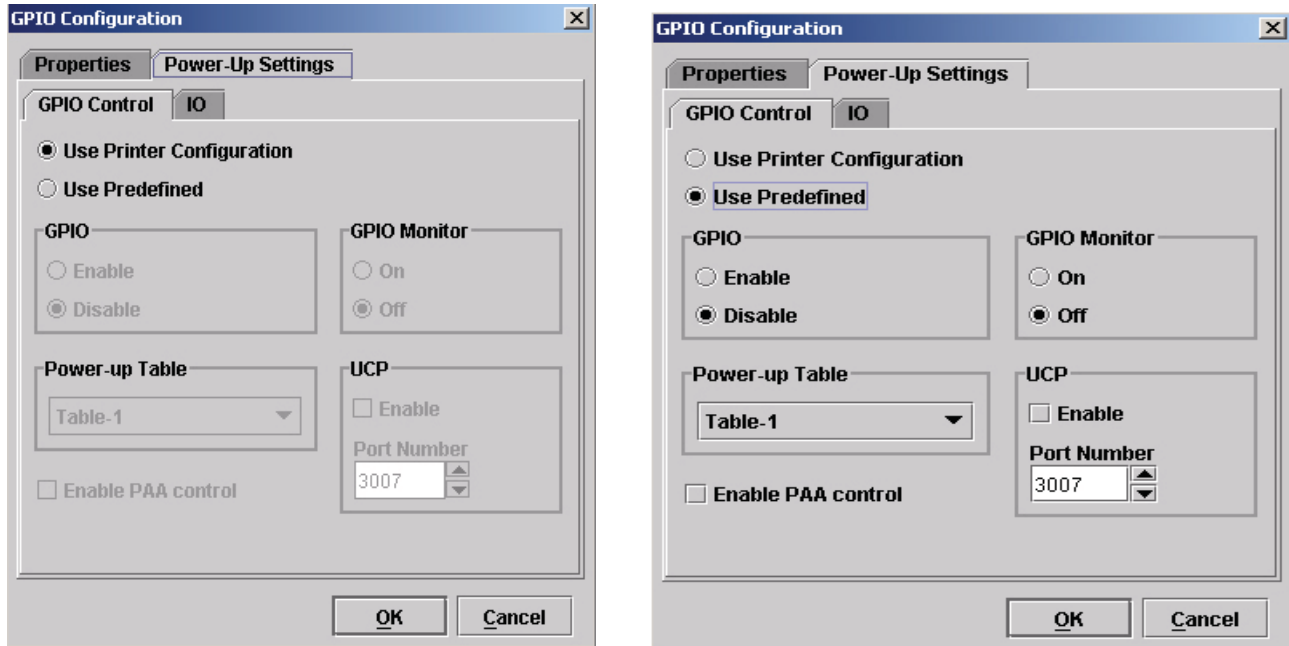 GPIO Configuration
Properties Power-Up Settings
GPIO Control IO
Use Printer Configuration
Use Predefined
GPIO GPIO Monitor
Enable On
Disable Off
Power-up Table UCP
Table-1 Enable
Port Number
3007
Enable PAA control
OK Cancel
GPIO Configuration
Properties Power-Up Settings
GPIO Control IO
Use Printer Configuration
Use Predefined
GPIO GPIO Monitor
Enable On
Disable Off
Power-up Table UCP
Table-1 Enable
Port Number
3007
Enable PAA control
OK Cancel